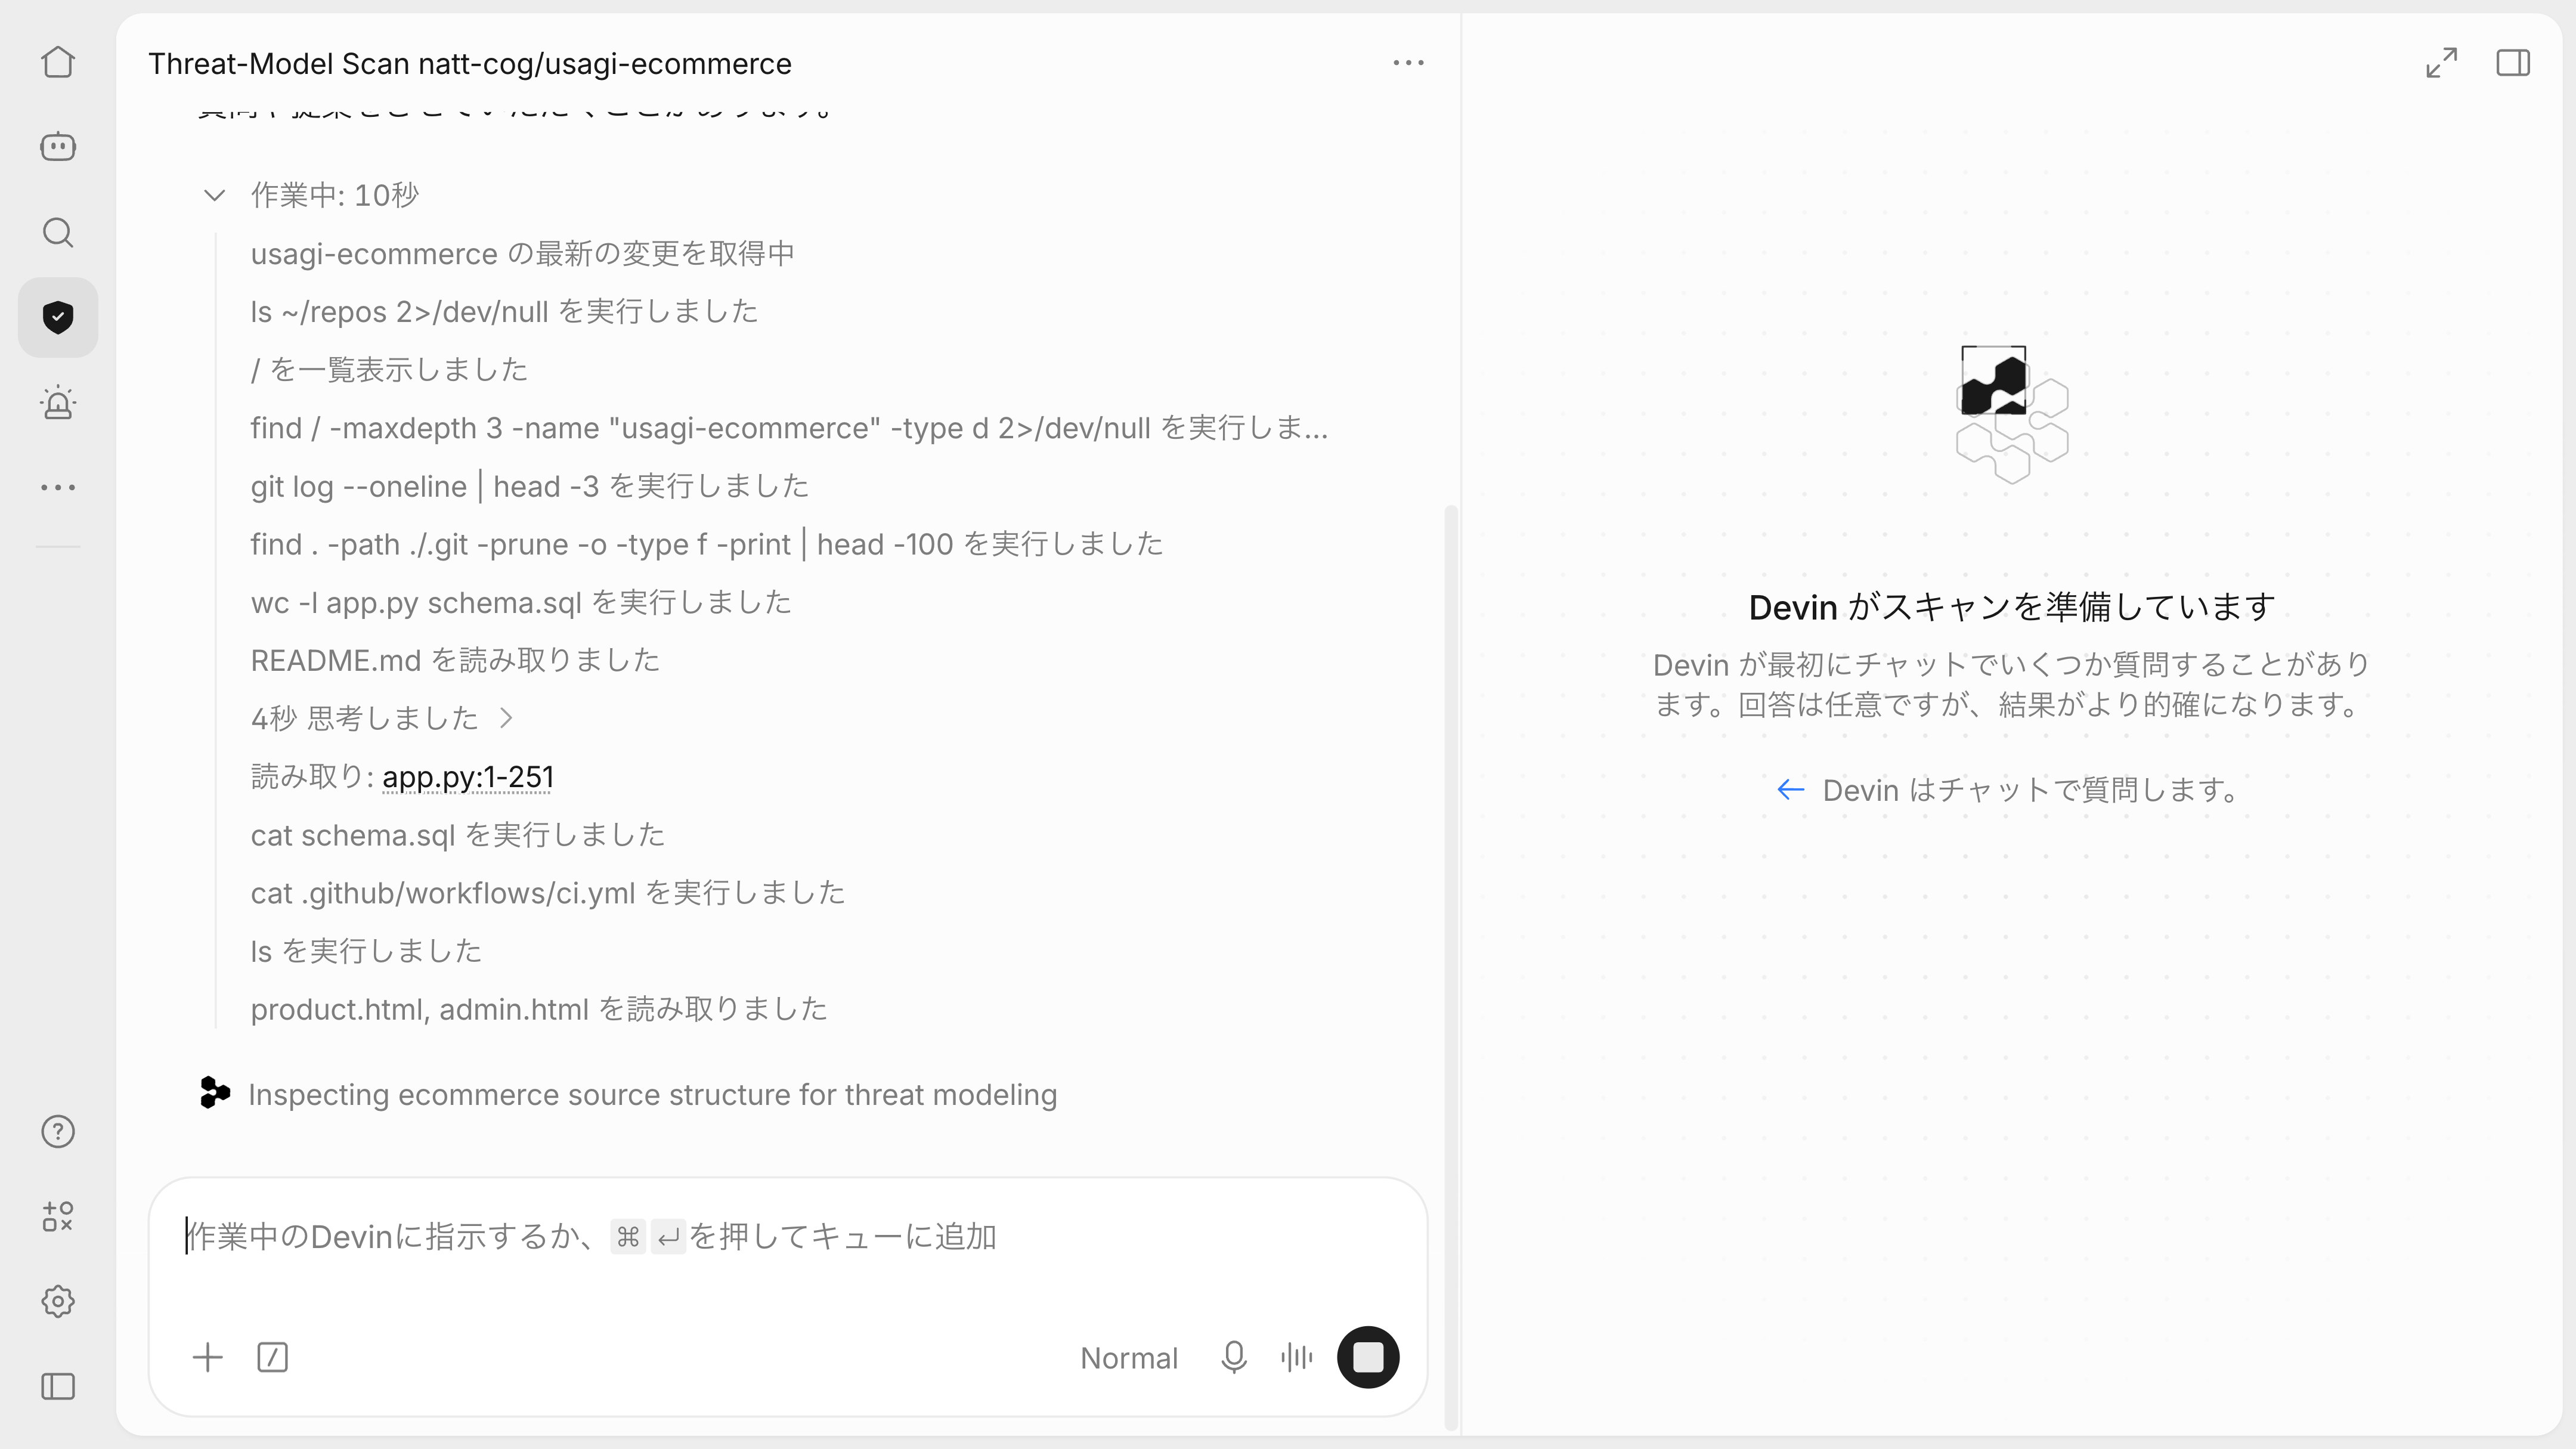 Threat-Model Scan natt-cog/usagi-ecommerce
作業中: 10秒
usagi-ecommerce の最新の変更を取得中
ls ~/repos 2>/dev/null を実行しました
/ を一覧表示しました
find / -maxdepth 3 -name "usagi-ecommerce" -type d 2>/dev/null を実行しま...
git log --oneline | head -3 を実行しました
find . -path ./.git -prune -o -type f -print | head -100 を実行しました
wc -l app.py schema.sql を実行しました
README.md を読み取りました
4秒 思考しました
読み取り: app.py:1-251
cat schema.sql を実行しました
cat .github/workflows/ci.yml を実行しました
ls を実行しました
product.html, admin.html を読み取りました
Inspecting ecommerce source structure for threat modeling
作業中のDevinに指示するか、⌘ ↵ を押してキューに追加
Normal
Devin がスキャンを準備しています
Devin が最初にチャットでいくつか質問することがあり
ます。回答は任意ですが、結果がより的確になります。
← Devin はチャットで質問します。